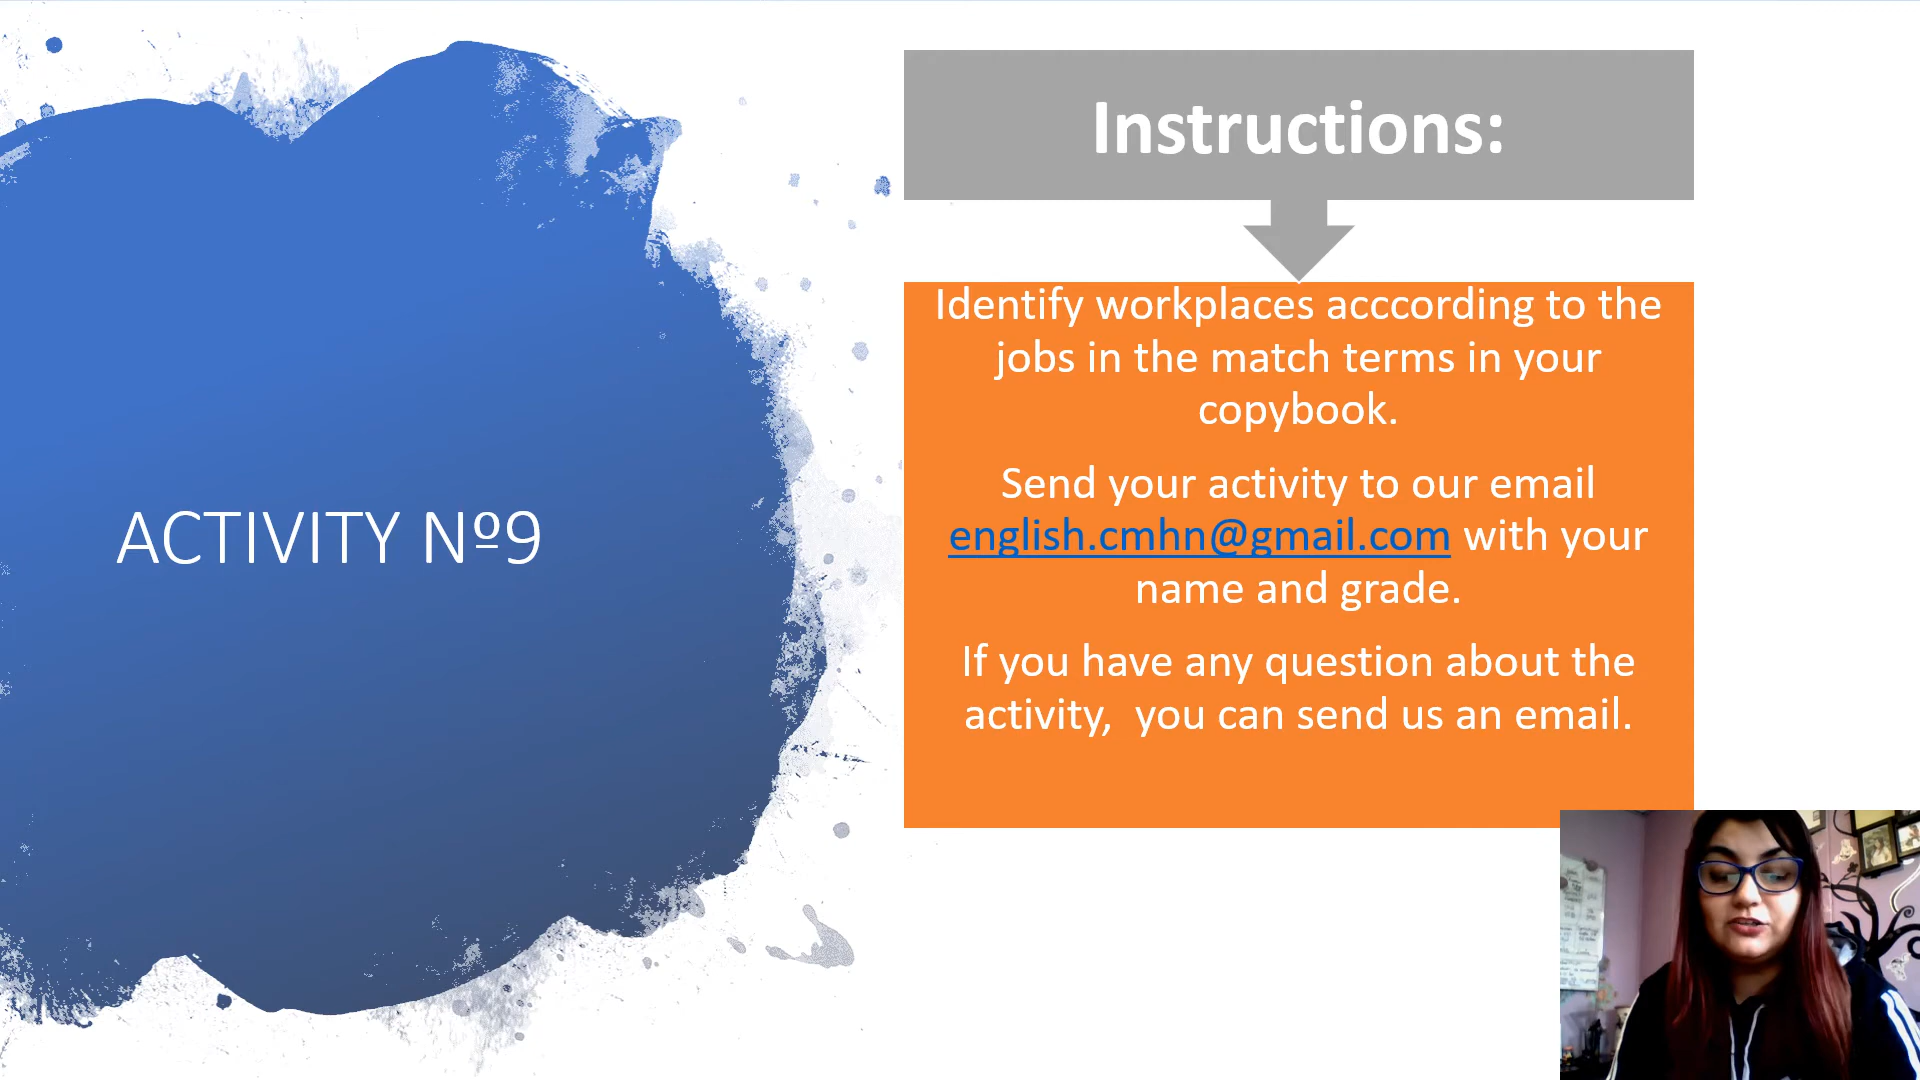 ACTIVITY Nº9
Instructions:
Identify workplaces acccording to the
jobs in the match terms in your
copybook.
Send your activity to our email
english.cmhn@gmail.com with your
name and grade.
If you have any question about the
activity,  you can send us an email.